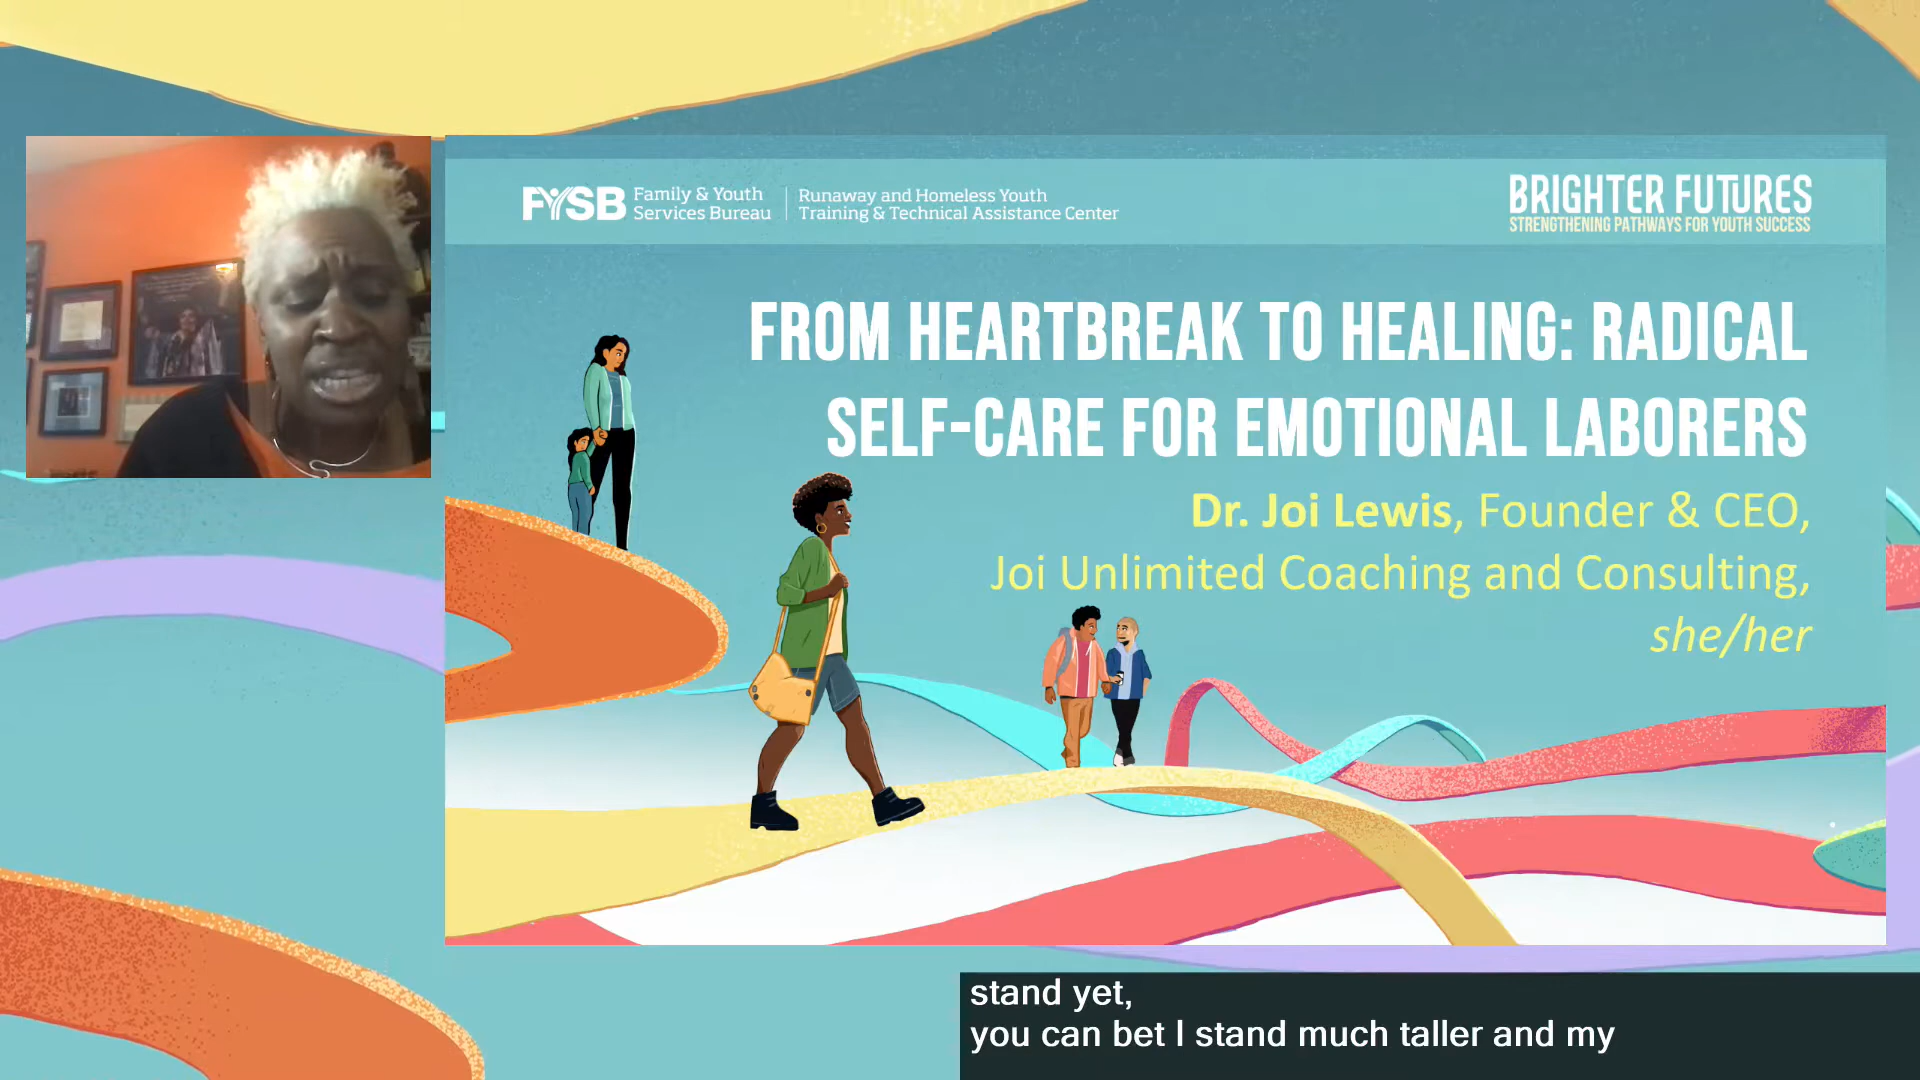 FYSB Family & Youth Services Bureau
Runaway and Homeless Youth
Training & Technical Assistance Center
BRIGHTER FUTURES
STRENGTHENING PATHWAYS FOR YOUTH SUCCESS
FROM HEARTBREAK TO HEALING: RADICAL
SELF-CARE FOR EMOTIONAL LABORERS
Dr. Joi Lewis, Founder & CEO,
Joi Unlimited Coaching and Consulting,
she/her
stand yet,
you can bet I stand much taller and my